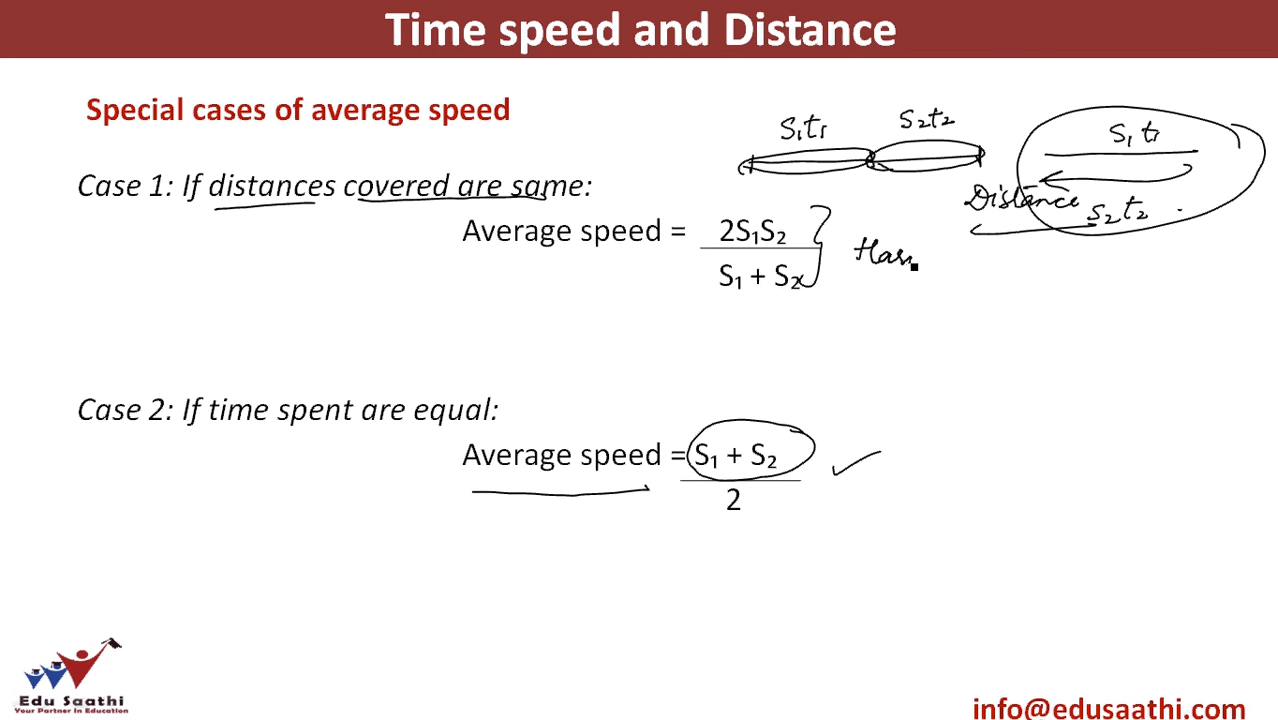 Time speed and Distance
Special cases of average speed
S₁t₁ S₂t₂ S₁ t₁
Case 1: If distances covered are same:
Distance S₂t₂
Average speed = 2S₁S₂
S₁ + S₂
Har
Case 2: If time spent are equal:
Average speed = S₁ + S₂
2
Edu Saathi
Your Partner In Education
info@edusaathi.com